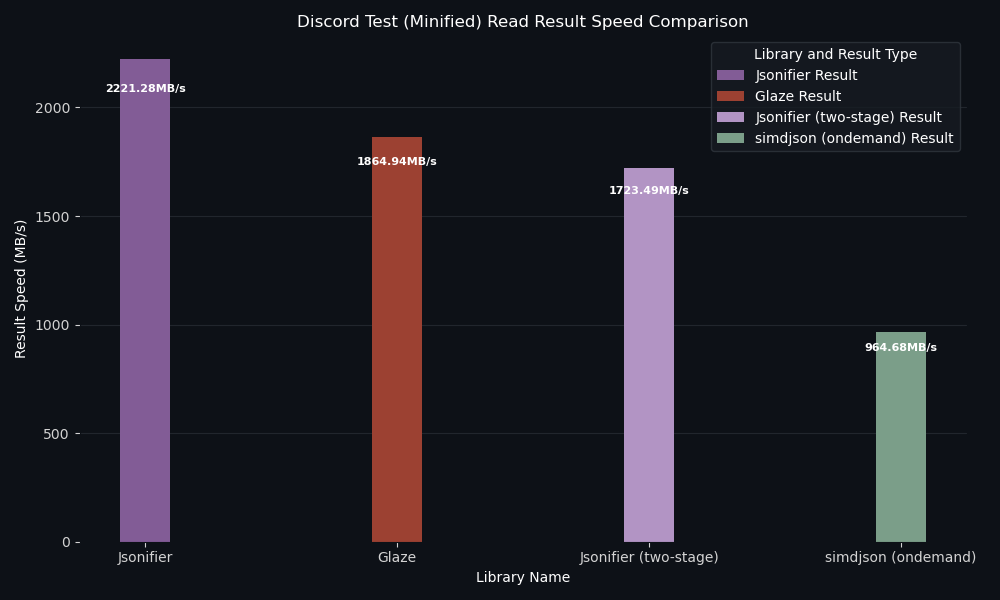 Discord Test (Minified) Read Result Speed Comparison
Library and Result Type
Jsonifier Result
Glaze Result
Jsonifier (two-stage) Result
simdjson (ondemand) Result
2221.28MB/s
1864.94MB/s
1723.49MB/s
964.68MB/s
Result Speed (MB/s)
2000
1500
1000
500
0
Jsonifier
Glaze
Jsonifier (two-stage)
simdjson (ondemand)
Library Name